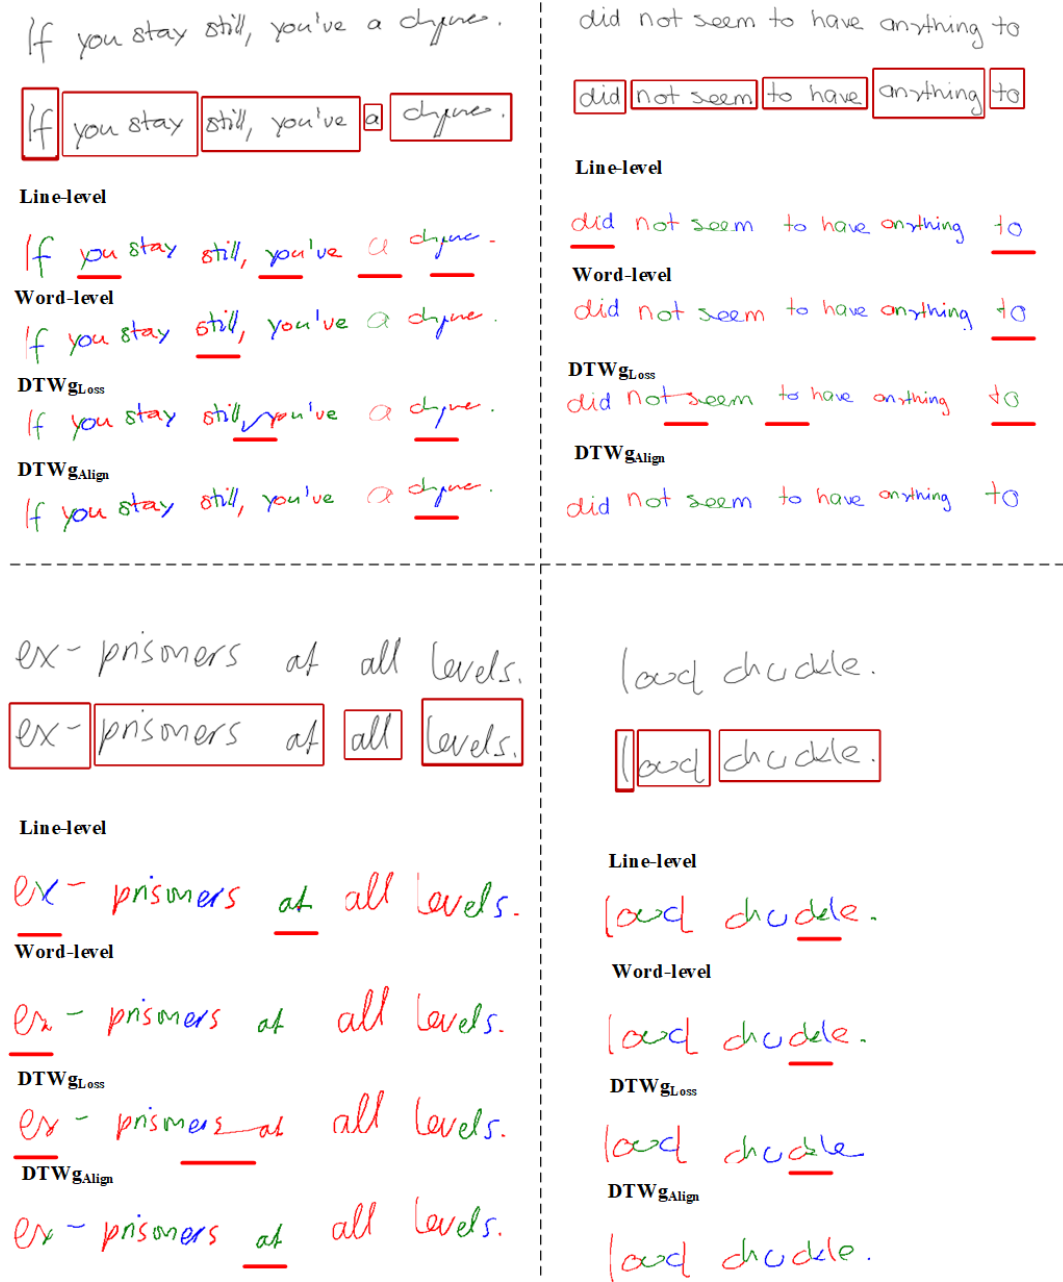 If you stay still, you've a
If you stay still, you've a
Line-level
If you stay still, you've a
Word-level
If you stay still, you've a
DTWgLoss
If you stay still, you've a
DTWgAlign
If you stay still, you've a
did not seem to have anything to
did not seem to have anything to
Line-level
did not seem to have anything to
Word-level
did not seem to have anything to
DTWgLoss
did not seem to have anything to
DTWgAlign
did not seem to have anything to
ex- prisoners at all levels.
ex- prisoners at all levels.
Line-level
ex- prisoners at all levels.
Word-level
ex- prisoners at all levels.
DTWgLoss
ex- prisoners at all levels.
DTWgAlign
ex- prisoners at all levels.
loud chuckle.
loud chuckle.
Line-level
loud chuckle.
Word-level
loud chuckle.
DTWgLoss
loud chuckle
DTWgAlign
loud chuckle.